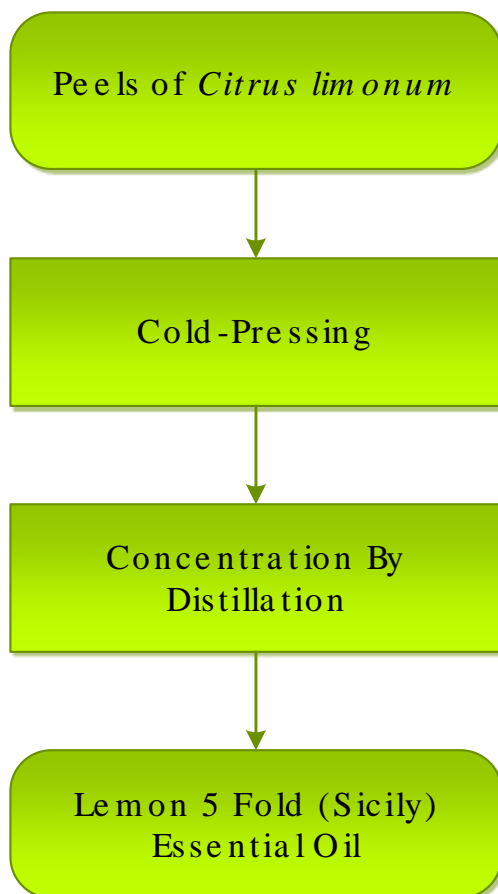 Peels of Citrus limonum
Cold-Pressing
Concentration By
Distillation
Lemon 5 Fold (Sicily)
Essential Oil